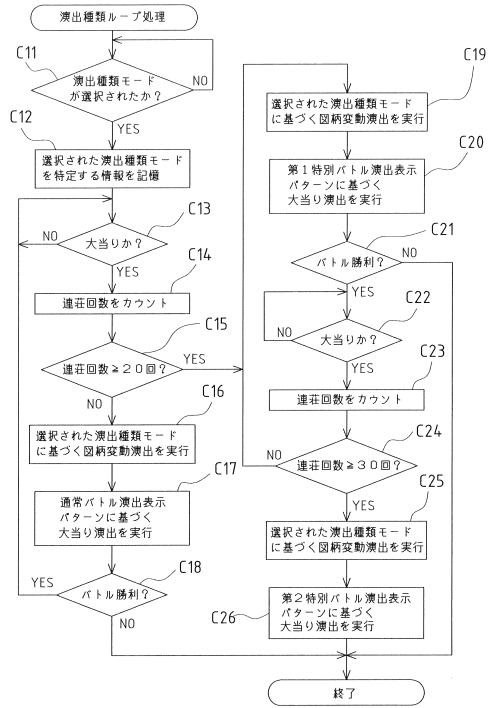 演出種類ループ処理
C11
演出種類モード
が選択されたか？
NO
YES
C12
選択された演出種類モード
を特定する情報を記憶
C13
大当りか？
NO
YES
C14
連荘回数をカウント
C15
連荘回数≧２０回？
YES
NO
C16
選択された演出種類モード
に基づく図柄変動演出を実行
C17
通常バトル演出表示
パターンに基づく
大当り演出を実行
C18
バトル勝利？
YES
NO
C19
選択された演出種類モード
に基づく図柄変動演出を実行
C20
第１特別バトル演出表示
パターンに基づく
大当り演出を実行
C21
バトル勝利？
NO
YES
C22
大当りか？
NO
YES
C23
連荘回数をカウント
C24
連荘回数≧３０回？
NO
YES
C25
選択された演出種類モード
に基づく図柄変動演出を実行
C26
第２特別バトル演出表示
パターンに基づく
大当り演出を実行
終了